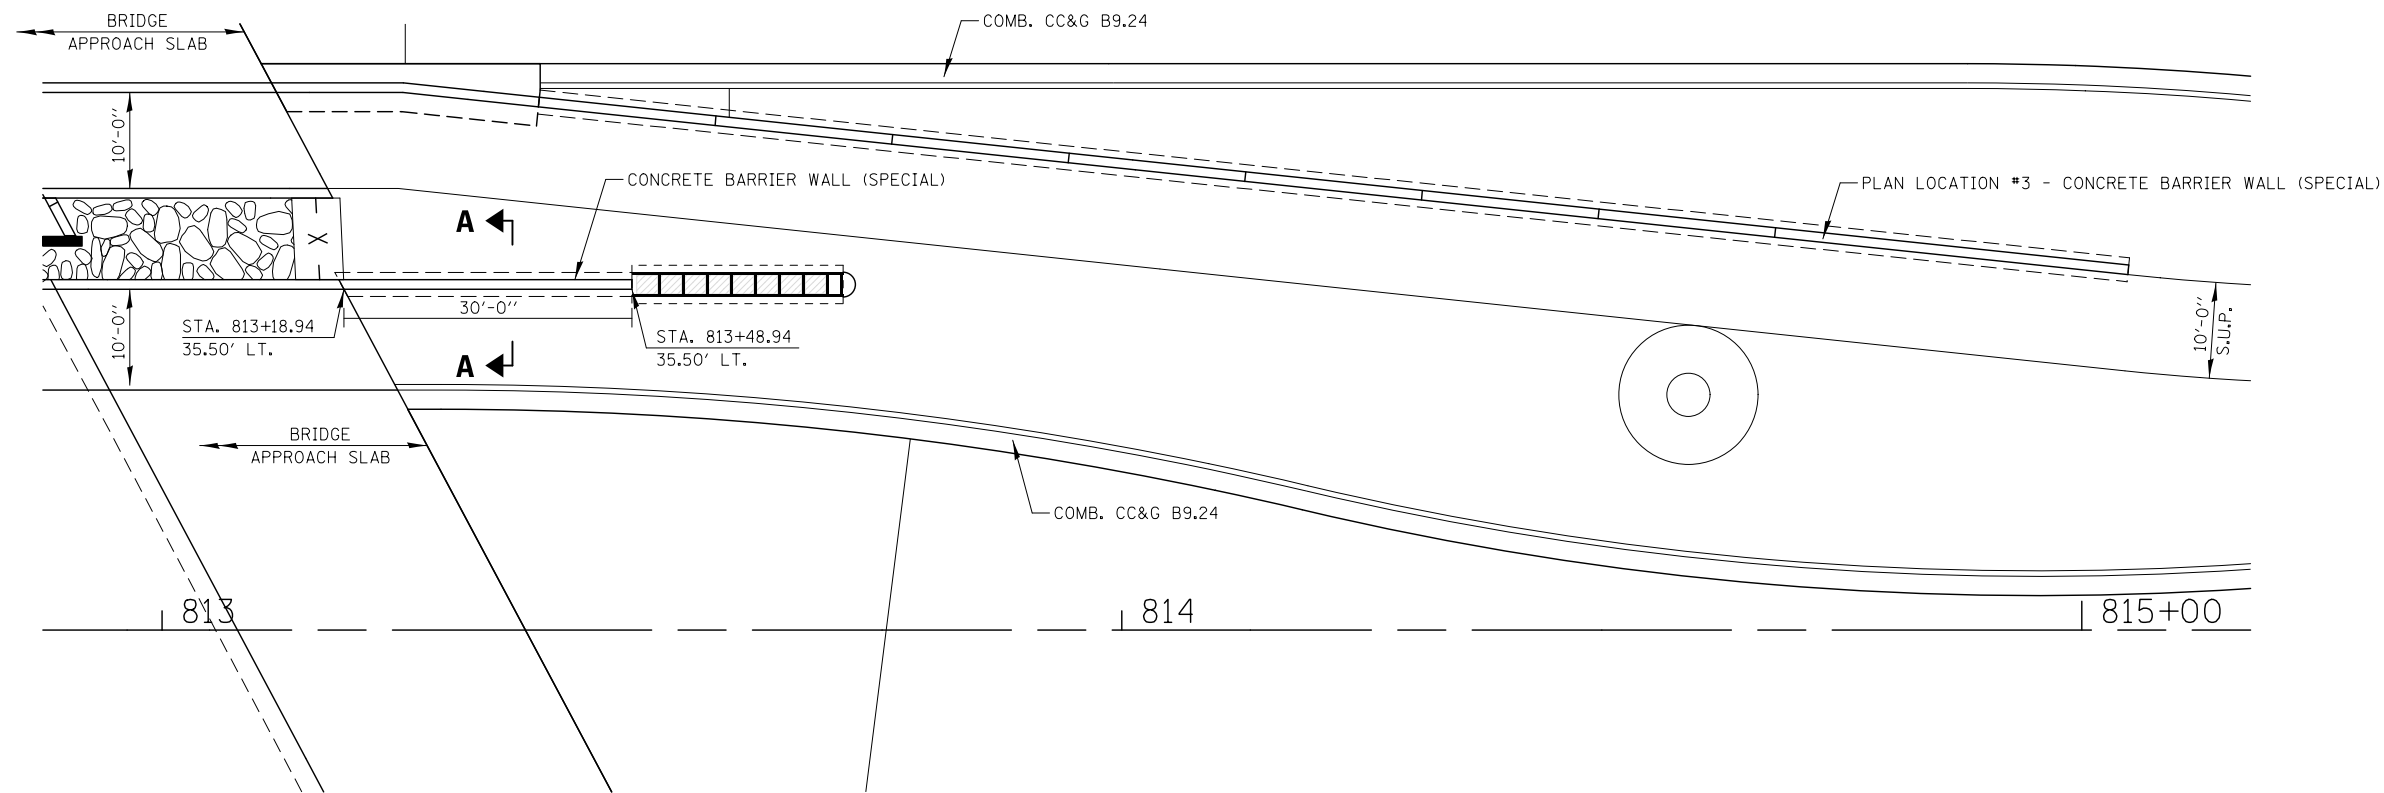 BRIDGE
APPROACH SLAB
COMB. CC&G B9.24
10'-0"
CONCRETE BARRIER WALL (SPECIAL)
PLAN LOCATION #3 - CONCRETE BARRIER WALL (SPECIAL)
A
X
30'-0"
10'-0"
STA. 813+18.94
35.50' LT.
STA. 813+48.94
35.50' LT.
A
10'-0"
S.U.P.
BRIDGE
APPROACH SLAB
COMB. CC&G B9.24
813
814
815+00